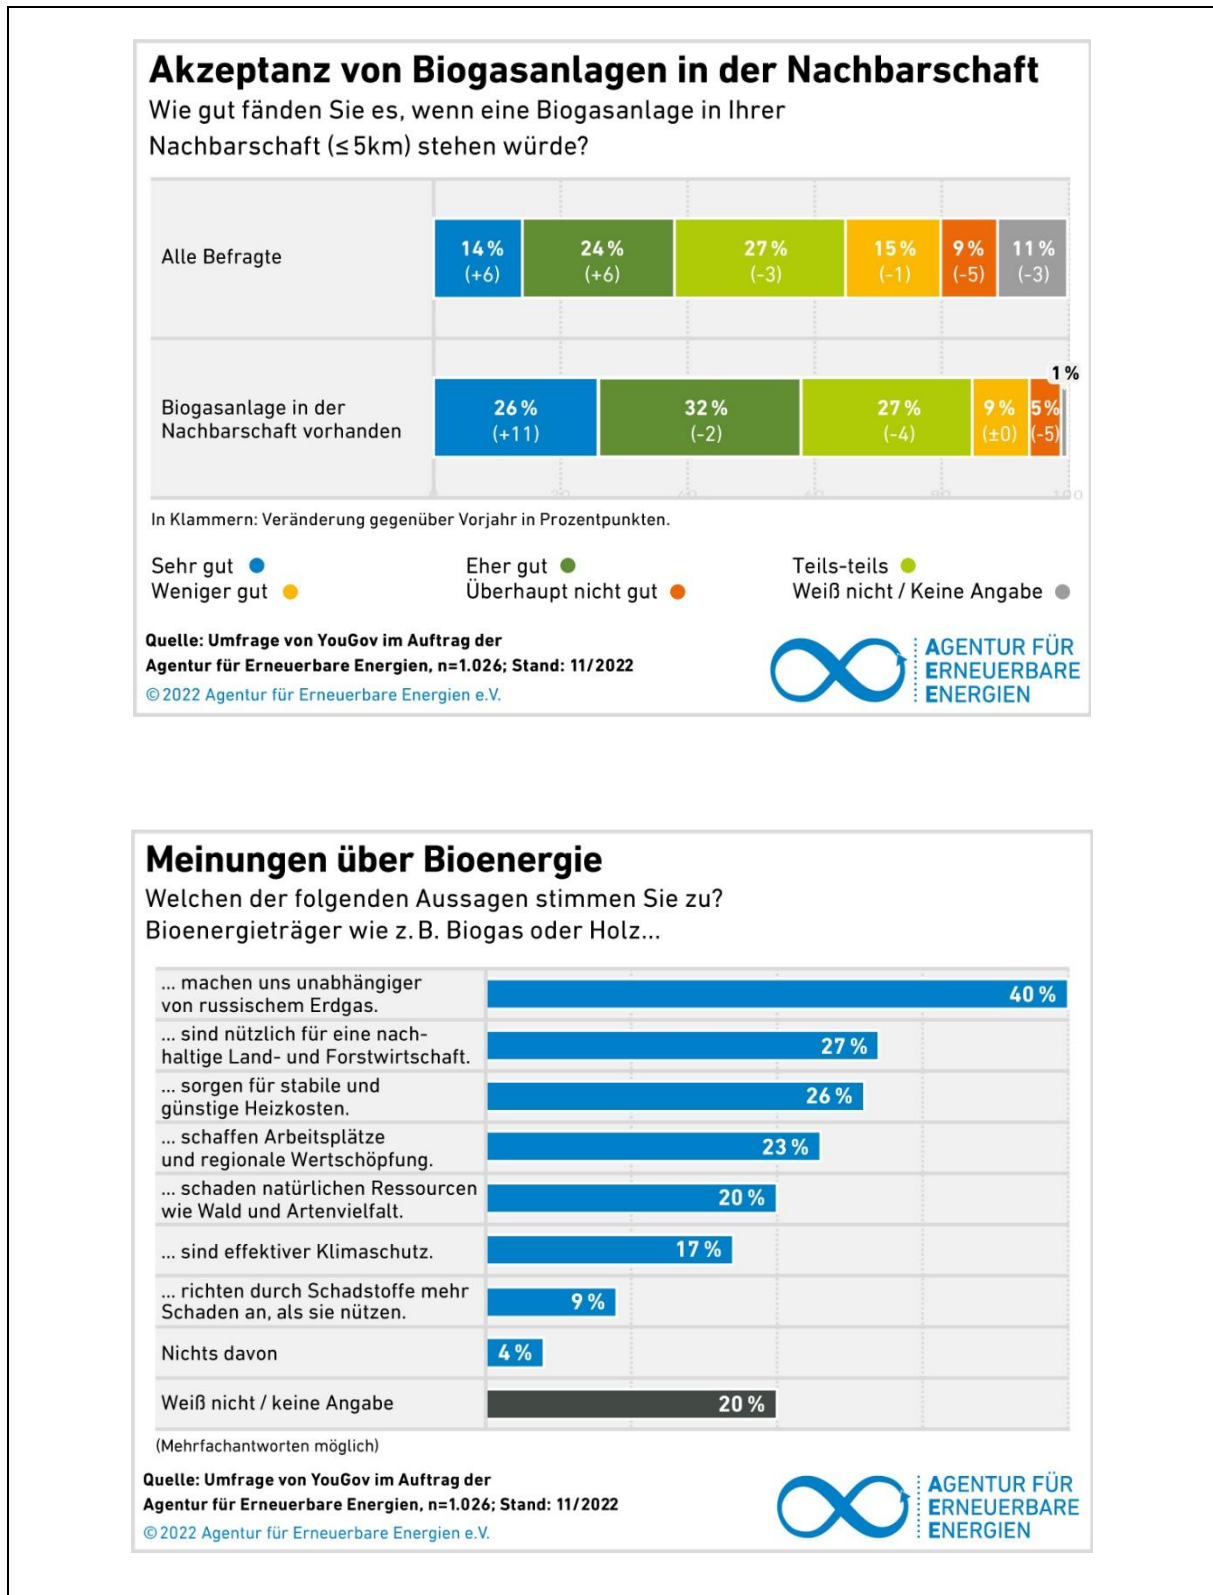 Akzeptanz von Biogasanlagen in der Nachbarschaft
Wie gut fänden Sie es, wenn eine Biogasanlage in Ihrer
Nachbarschaft (≤ 5km) stehen würde?
Alle Befragte
14 % 24 % 27 % 15 % 9 % 11 %
(+6) (+6) (-3) (-1) (-5) (-3)
1 %
Biogasanlage in der
Nachbarschaft vorhanden
26 % 32 % 27 % 9 % 5 %
(+11) (-2) (-4) (±0) (-5)
0 20 40 60 80 100
In Klammern: Veränderung gegenüber Vorjahr in Prozentpunkten.
Sehr gut Eher gut Teils-teils
Weniger gut Überhaupt nicht gut Weiß nicht / Keine Angabe
Quelle: Umfrage von YouGov im Auftrag der
Agentur für Erneuerbare Energien, n=1.026; Stand: 11/2022
© 2022 Agentur für Erneuerbare Energien e.V.
AGENTUR FÜR
ERNEUERBARE
ENERGIEN
Meinungen über Bioenergie
Welchen der folgenden Aussagen stimmen Sie zu?
Bioenergieträger wie z. B. Biogas oder Holz...
... machen uns unabhängiger
von russischem Erdgas.
40 %
... sind nützlich für eine nach-
haltige Land- und Forstwirtschaft.
27 %
... sorgen für stabile und
günstige Heizkosten.
26 %
... schaffen Arbeitsplätze
und regionale Wertschöpfung.
23 %
... schaden natürlichen Ressourcen
wie Wald und Artenvielfalt.
20 %
... sind effektiver Klimaschutz.
17 %
... richten durch Schadstoffe mehr
Schaden an, als sie nützen.
9 %
Nichts davon
4 %
Weiß nicht / keine Angabe
20 %
(Mehrfachantworten möglich)
Quelle: Umfrage von YouGov im Auftrag der
Agentur für Erneuerbare Energien, n=1.026; Stand: 11/2022
© 2022 Agentur für Erneuerbare Energien e.V.
AGENTUR FÜR
ERNEUERBARE
ENERGIEN